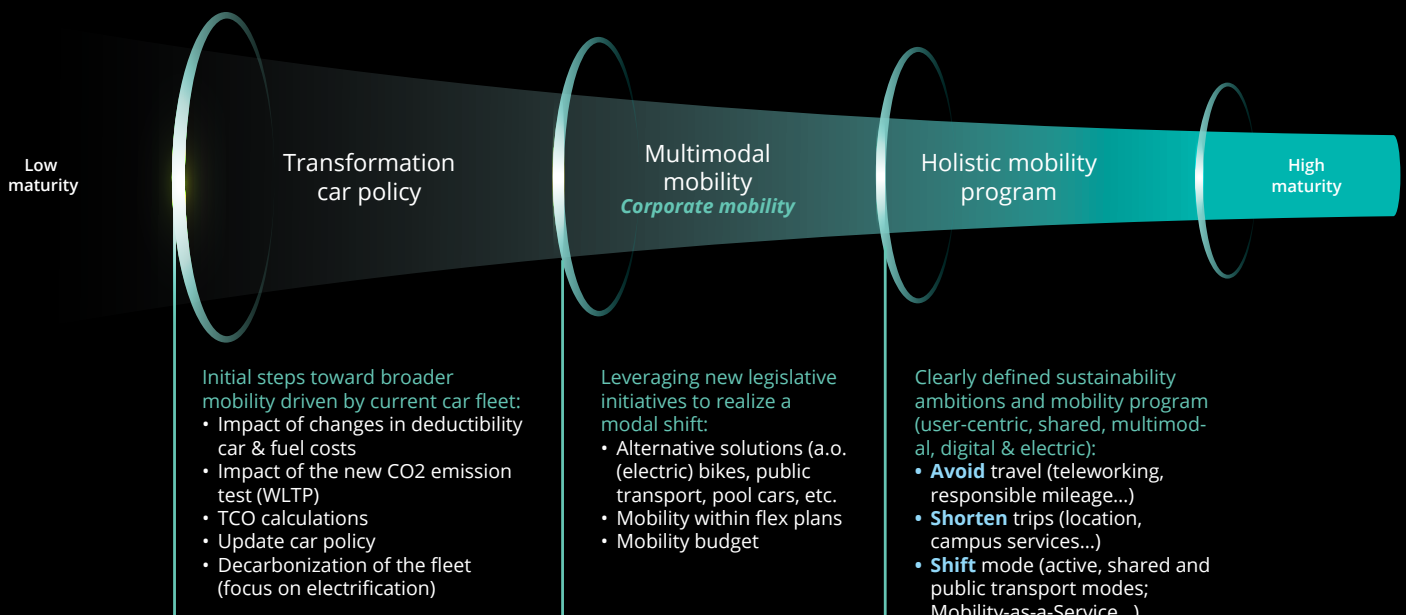 Low
maturity
Transformation
car policy
Multimodal
mobility
Corporate mobility
Holistic mobility
program
High
maturity
Initial steps toward broader
mobility driven by current car fleet:
• Impact of changes in deductibility
car & fuel costs
• Impact of the new CO2 emission
test (WLTP)
• TCO calculations
• Update car policy
• Decarbonization of the fleet
(focus on electrification)
Leveraging new legislative
initiatives to realize a
modal shift:
• Alternative solutions (a.o.
(electric) bikes, public
transport, pool cars, etc.
• Mobility within flex plans
• Mobility budget
Clearly defined sustainability
ambitions and mobility program
(user-centric, shared, multimod-
al, digital & electric):
• Avoid travel (teleworking,
responsible mileage...)
• Shorten trips (location,
campus services...)
• Shift mode (active, shared and
public transport modes;
Mobility-as-a-Service...)